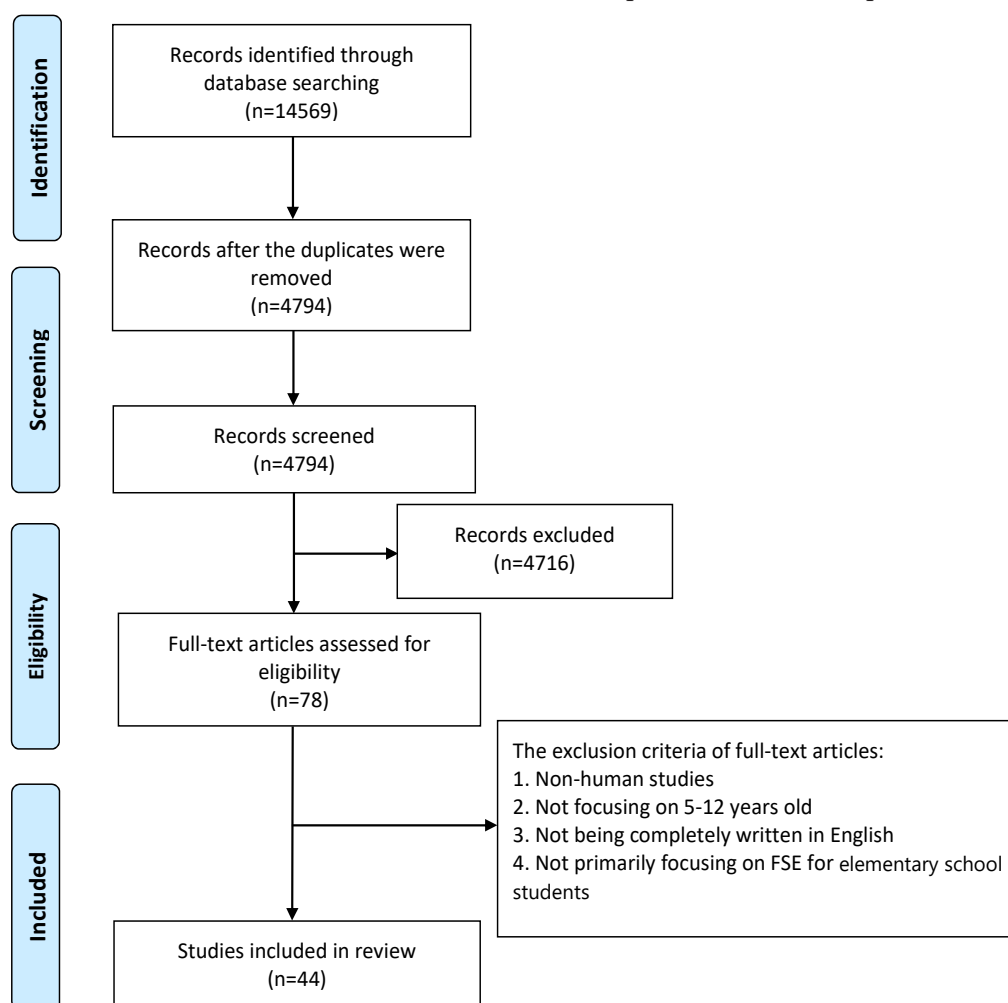 Identification
Records identified through
database searching
(n=14569)
Records after the duplicates were
removed
(n=4794)
Screening
Records screened
(n=4794)
Records excluded
(n=4716)
Eligibility
Full-text articles assessed for
eligibility
(n=78)
The exclusion criteria of full-text articles:
1. Non-human studies
2. Not focusing on 5-12 years old
3. Not being completely written in English
4. Not primarily focusing on FSE for elementary school
students
Included
Studies included in review
(n=44)